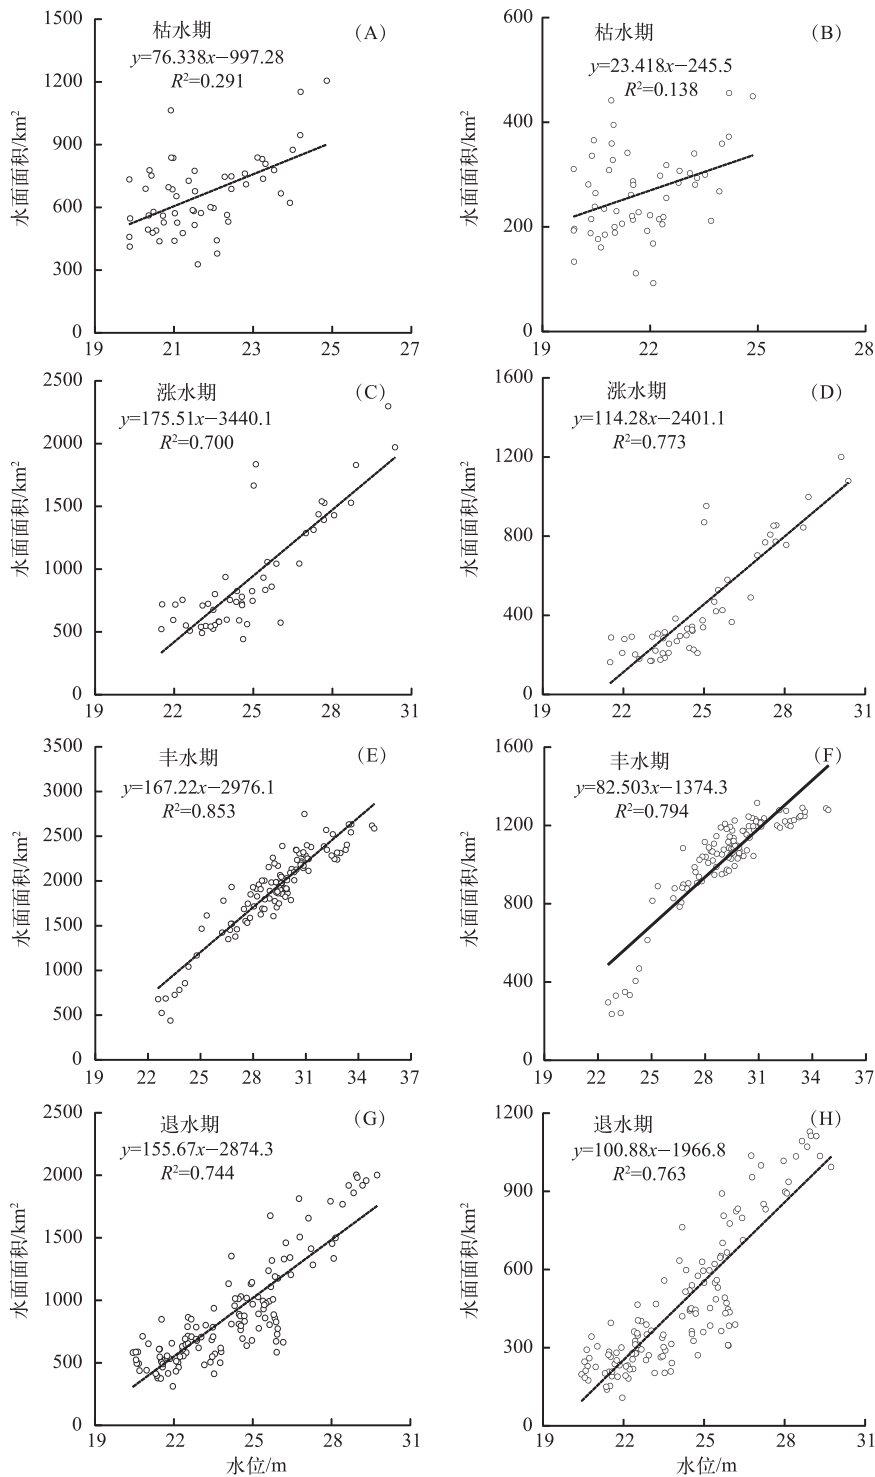 枯水期
(A)
y=76.338x−997.28
R²=0.291
水面面积/km²
1500
1200
900
600
300
0
19 21 23 25 27
枯水期
(B)
y=23.418x−245.5
R²=0.138
水面面积/km²
600
400
200
0
19 22 25 28
涨水期
(C)
y=175.51x−3440.1
R²=0.700
水面面积/km²
2500
2000
1500
1000
500
0
19 22 25 28 31
涨水期
(D)
y=114.28x−2401.1
R²=0.773
水面面积/km²
1600
1200
800
400
0
19 22 25 28 31
丰水期
(E)
y=167.22x−2976.1
R²=0.853
水面面积/km²
3500
3000
2500
2000
1500
1000
500
0
19 22 25 28 31 34 37
丰水期
(F)
y=82.503x−1374.3
R²=0.794
水面面积/km²
1600
1200
800
400
0
19 22 25 28 31 34 37
退水期
(G)
y=155.67x−2874.3
R²=0.744
水面面积/km²
2500
2000
1500
1000
500
0
19 22 25 28 31
水位/m
退水期
(H)
y=100.88x−1966.8
R²=0.763
水面面积/km²
1200
900
600
300
0
19 22 25 28 31
水位/m